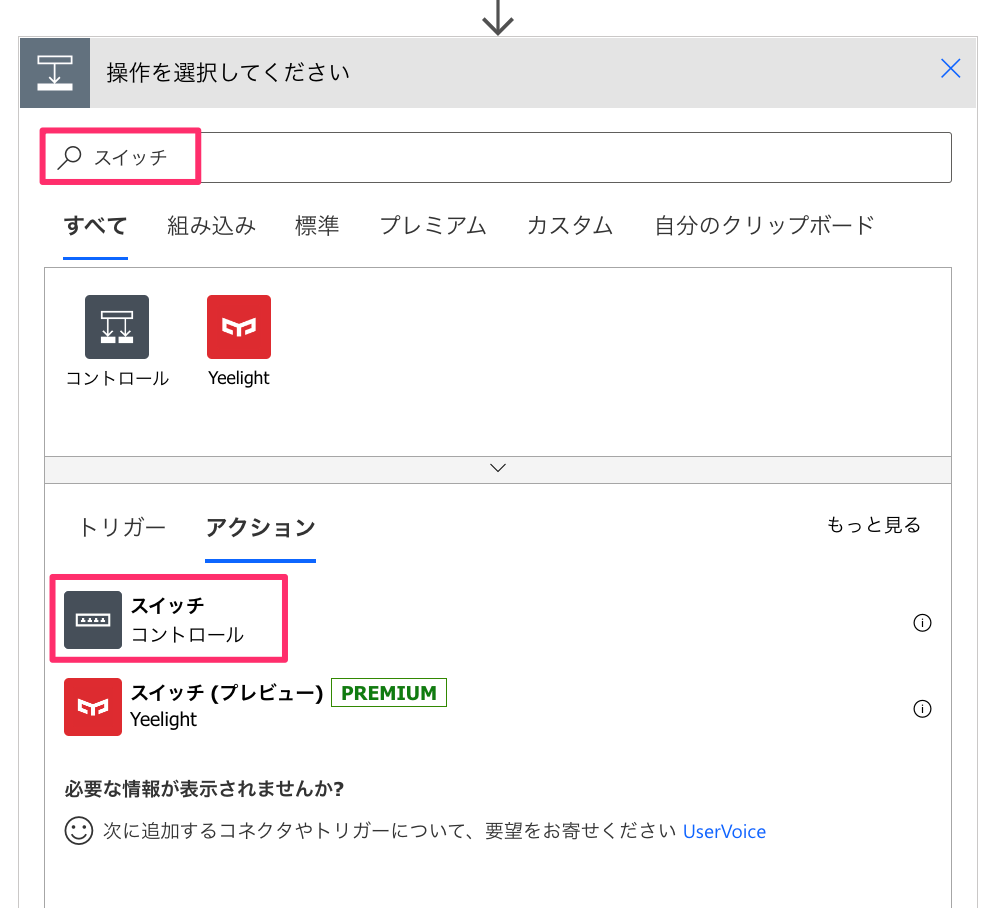 操作を選択してください
スイッチ
すべて 組み込み 標準 プレミアム カスタム 自分のクリップボード
コントロール Yeelight
トリガー アクション もっと見る
スイッチ
コントロール
スイッチ (プレビュー) PREMIUM
Yeelight
必要な情報が表示されませんか?
次に追加するコネクタやトリガーについて、要望をお寄せください UserVoice